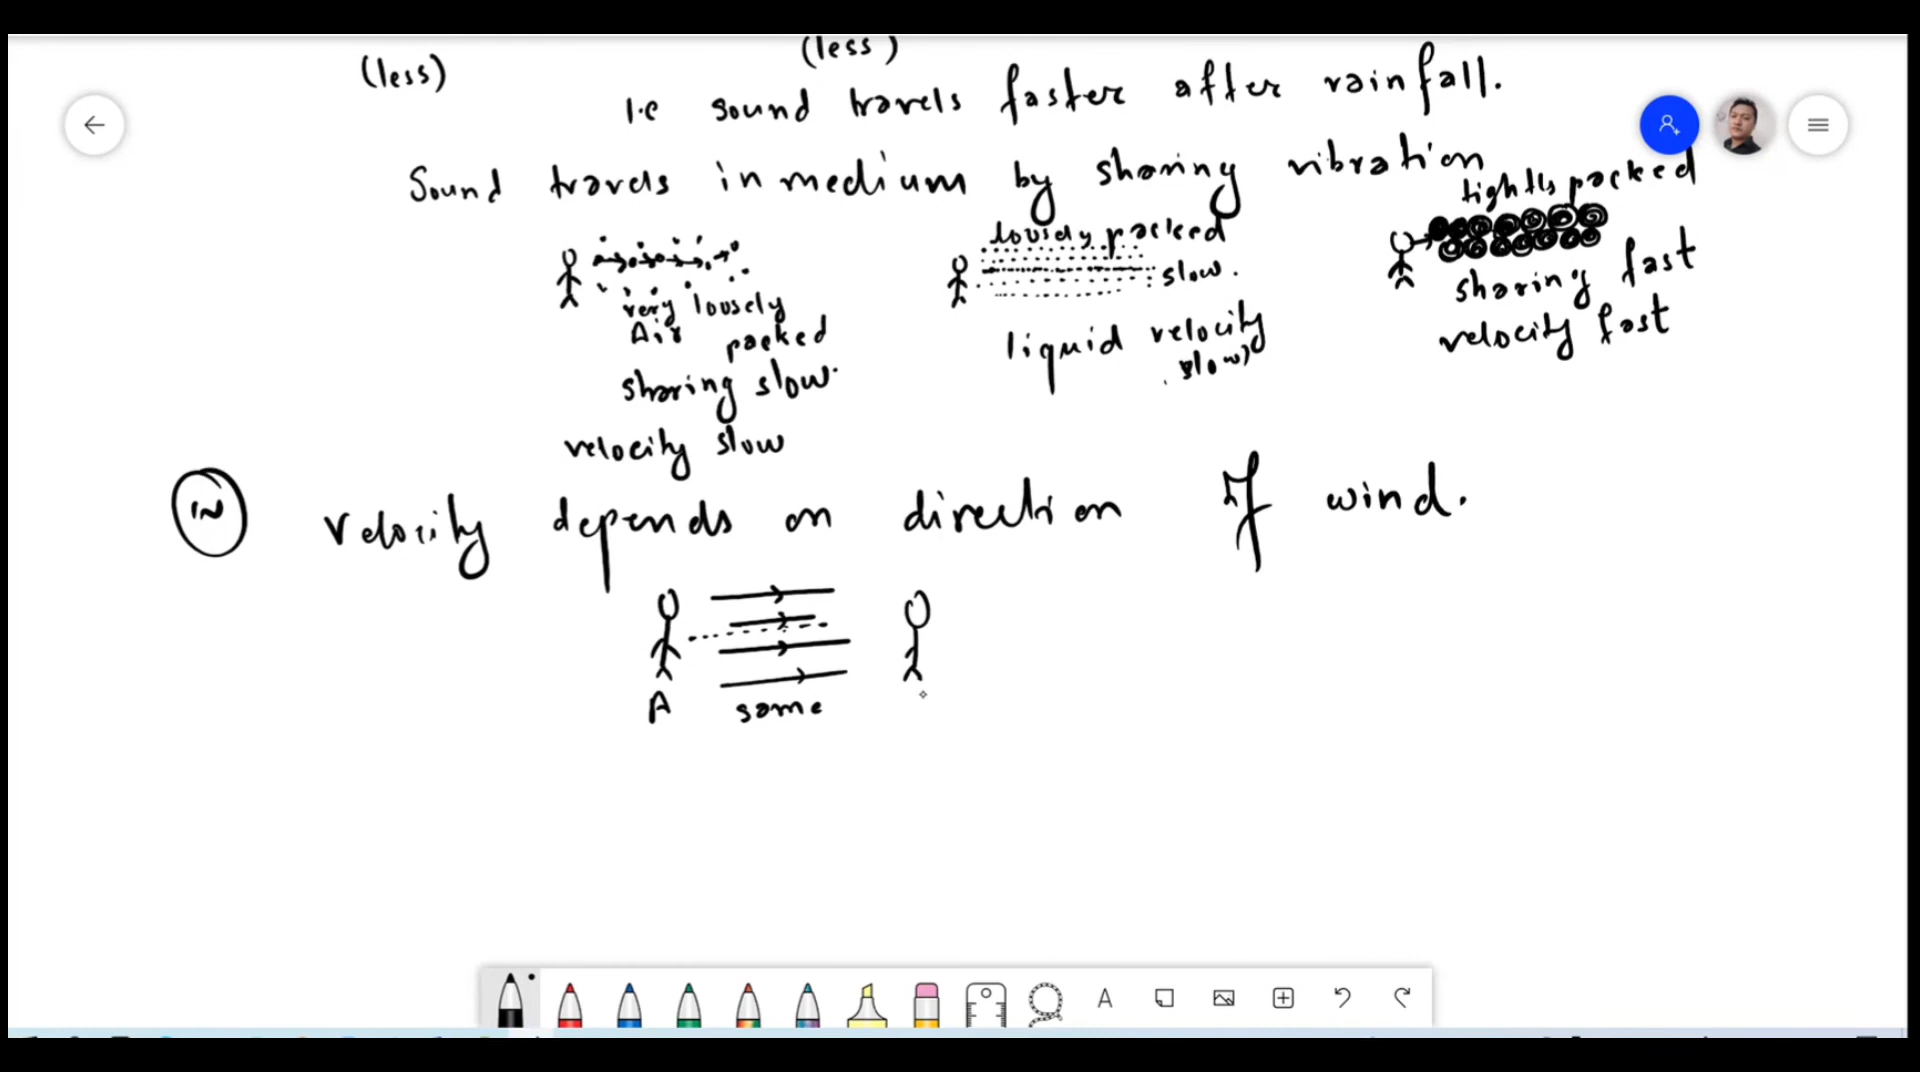 (less)
(less)
I.e sound travels faster after rainfall.
Sound travels in medium by sharing vibration
very loosely
Air packed
sharing slow.
velocity slow
lousely packed
slow.
liquid velocity
slow)
tightly packed
sharing fast
velocity fast
velocity depends on direction of wind.
A
same
A